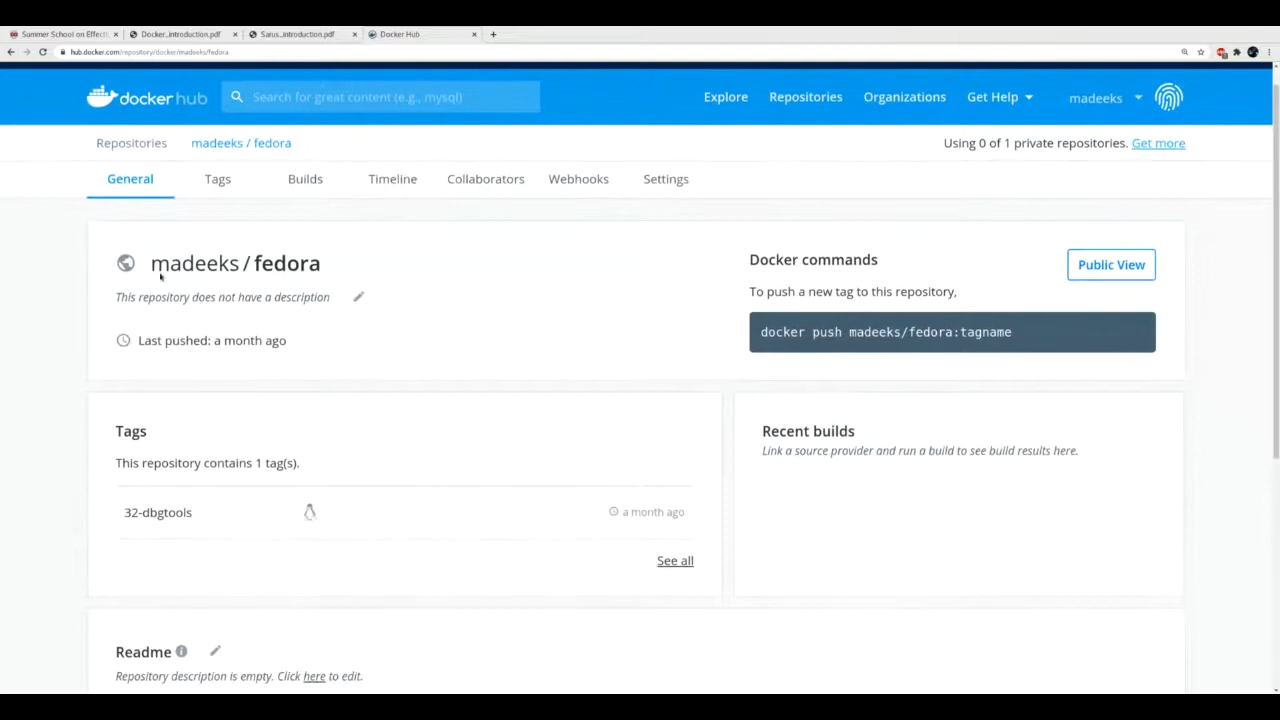 Summer School on Effecti
Docker_introduction.pdf
Sarus_introduction.pdf
Docker Hub
hub.docker.com/repository/docker/madeeks/fedora
dockerhub
Search for great content (e.g., mysql)
Explore
Repositories
Organizations
Get Help
madeeks
Repositories
madeeks / fedora
Using 0 of 1 private repositories. Get more
General
Tags
Builds
Timeline
Collaborators
Webhooks
Settings
madeeks / fedora
This repository does not have a description
Last pushed: a month ago
Docker commands
Public View
To push a new tag to this repository,
docker push madeeks/fedora:tagname
Tags
This repository contains 1 tag(s).
32-dbgtools
a month ago
See all
Recent builds
Link a source provider and run a build to see build results here.
Readme
Repository description is empty. Click here to edit.